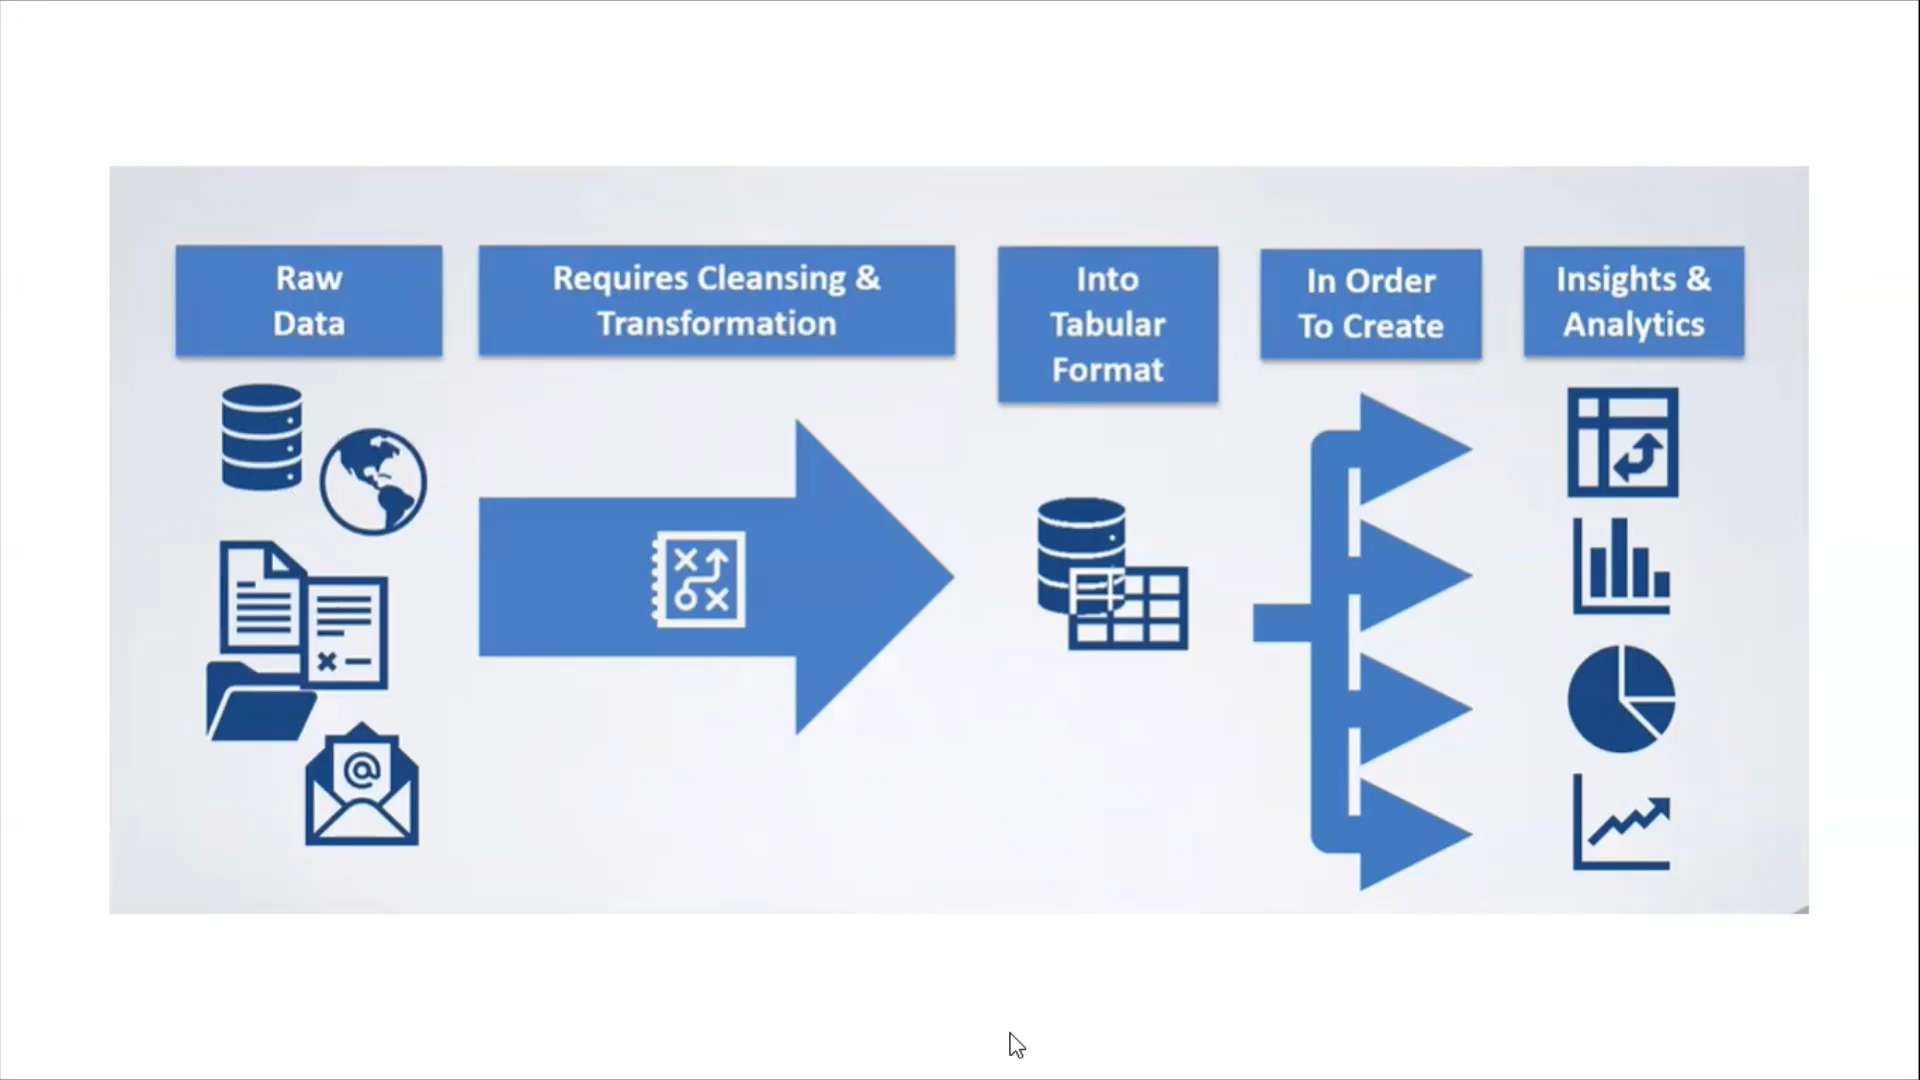 Raw
Data
Requires Cleansing &
Transformation
Into
Tabular
Format
In Order
To Create
Insights &
Analytics